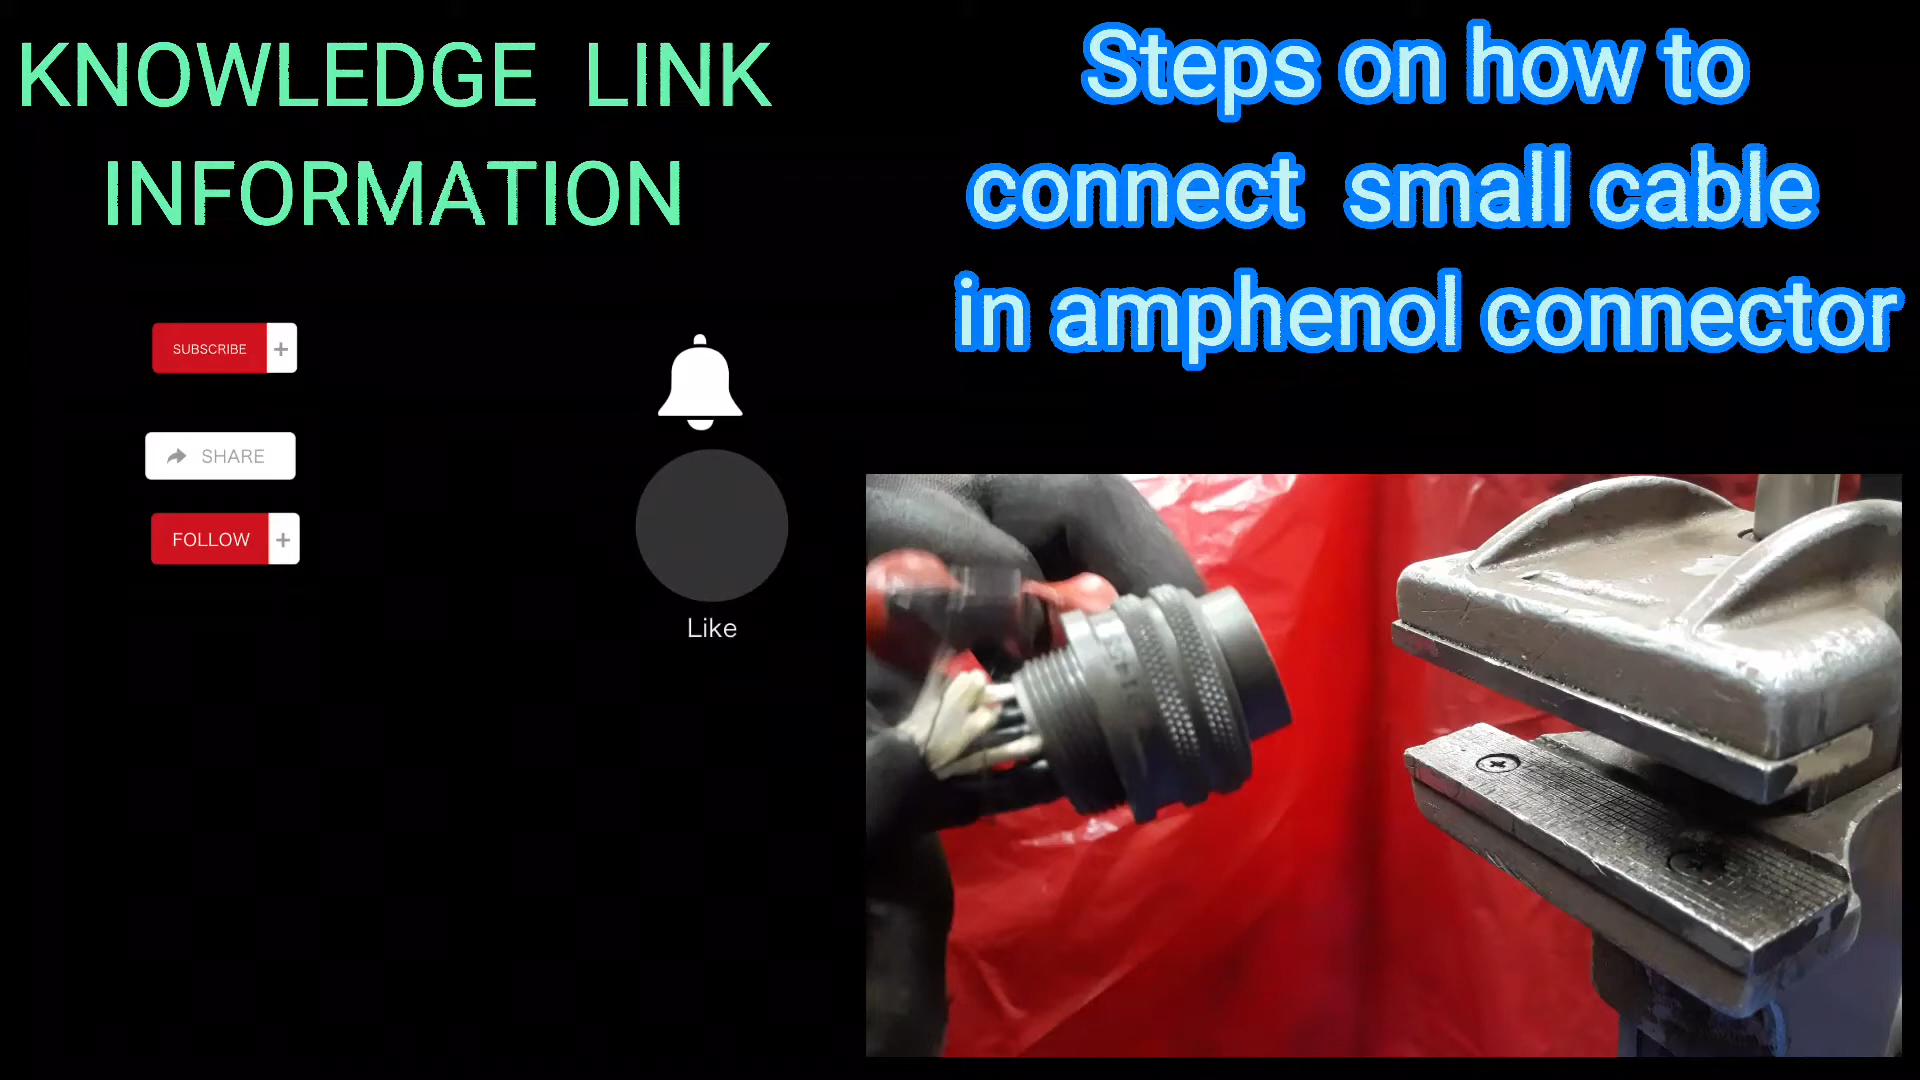 KNOWLEDGE LINK
INFORMATION
Steps on how to
connect small cable
in amphenol connector
SUBSCRIBE +
SHARE
FOLLOW +
Like